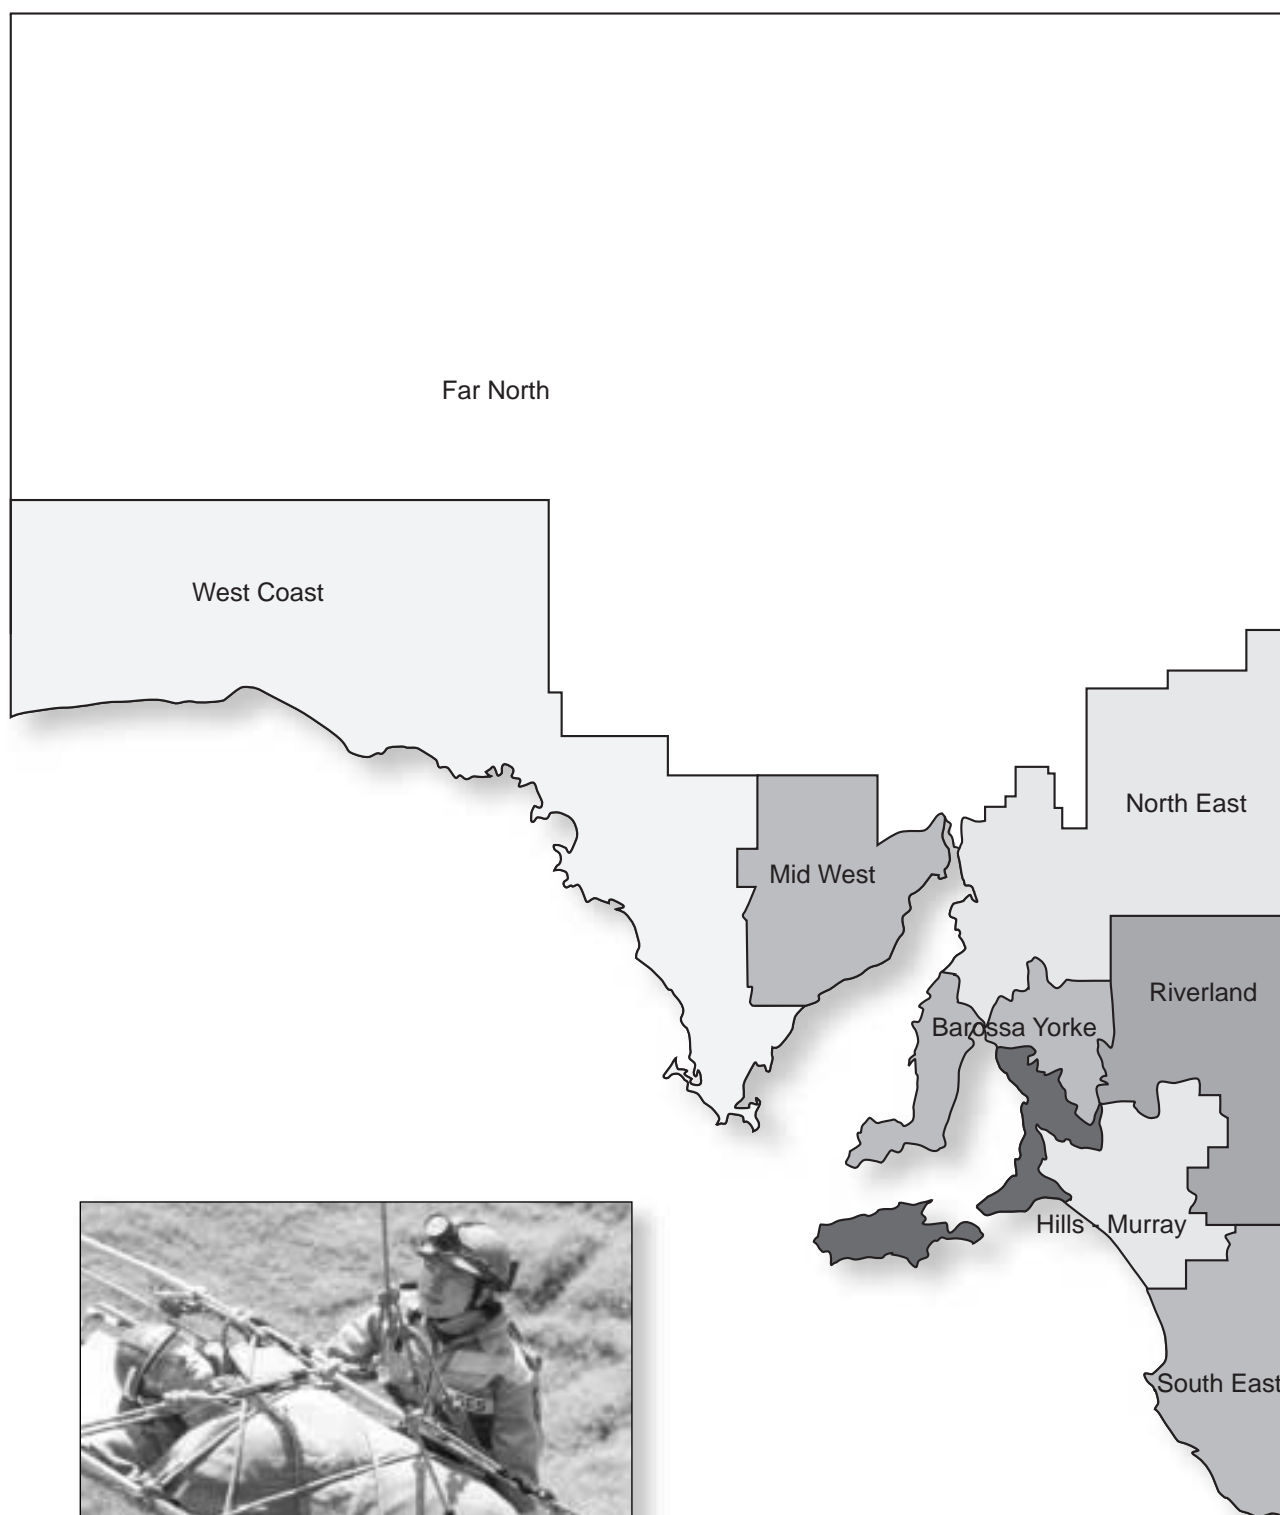 Far North
West Coast
North East
Mid West
Riverland
Barossa Yorke
Hills - Murray
South East